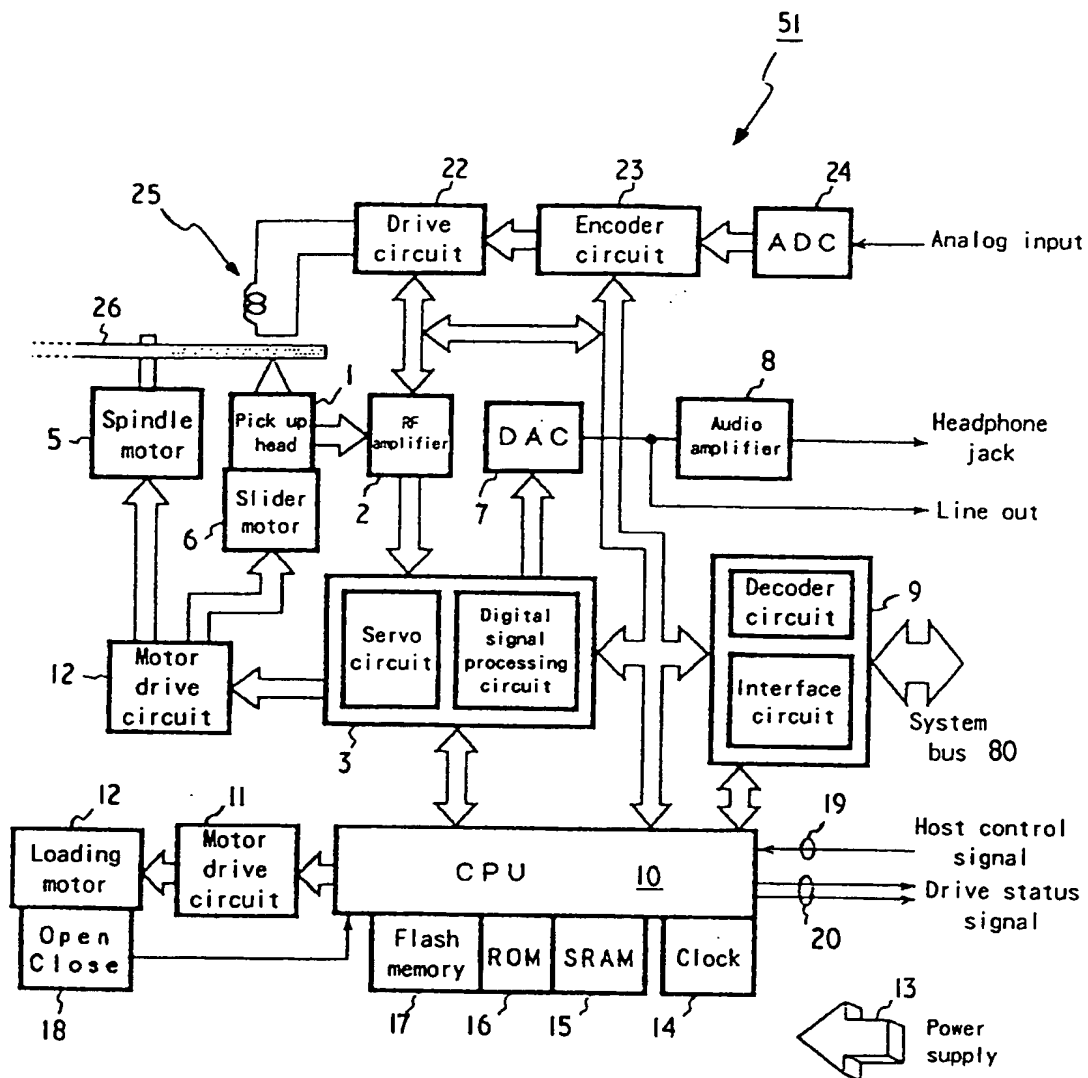 51
22
23
24
25
Drive
circuit
Encoder
circuit
ADC
Analog input
26
1
8
5
Spindle
motor
Pick up
head
RF
amplifier
2
DAC
7
Audio
amplifier
Headphone
jack
Line out
6
Slider
motor
Servo
circuit
Digital
signal
processing
circuit
3
Decoder
circuit
9
Interface
circuit
System
bus 80
12
Motor
drive
circuit
12
Loading
motor
11
Motor
drive
circuit
CPU 10
19
Host control
signal
Drive status
signal
20
Open
Close
18
Flash
memory
17
ROM
16
SRAM
15
Clock
14
13
Power
supply